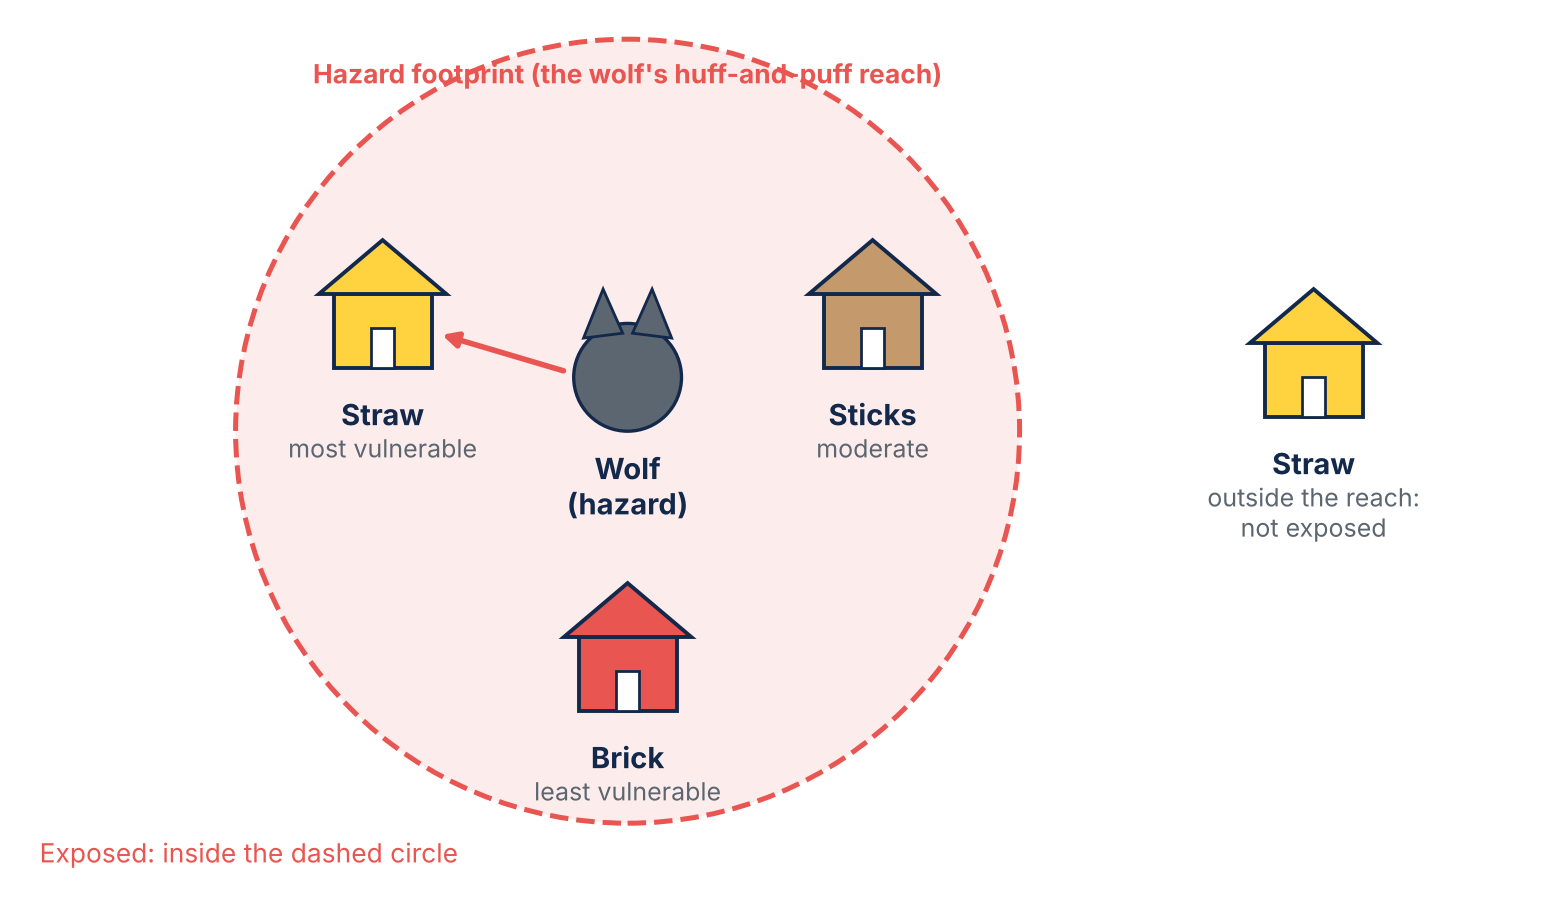 Hazard footprint (the wolf's huff-and-puff reach)
Straw
most vulnerable
Sticks
moderate
Wolf
(hazard)
Straw
outside the reach:
not exposed
Brick
least vulnerable
Exposed: inside the dashed circle